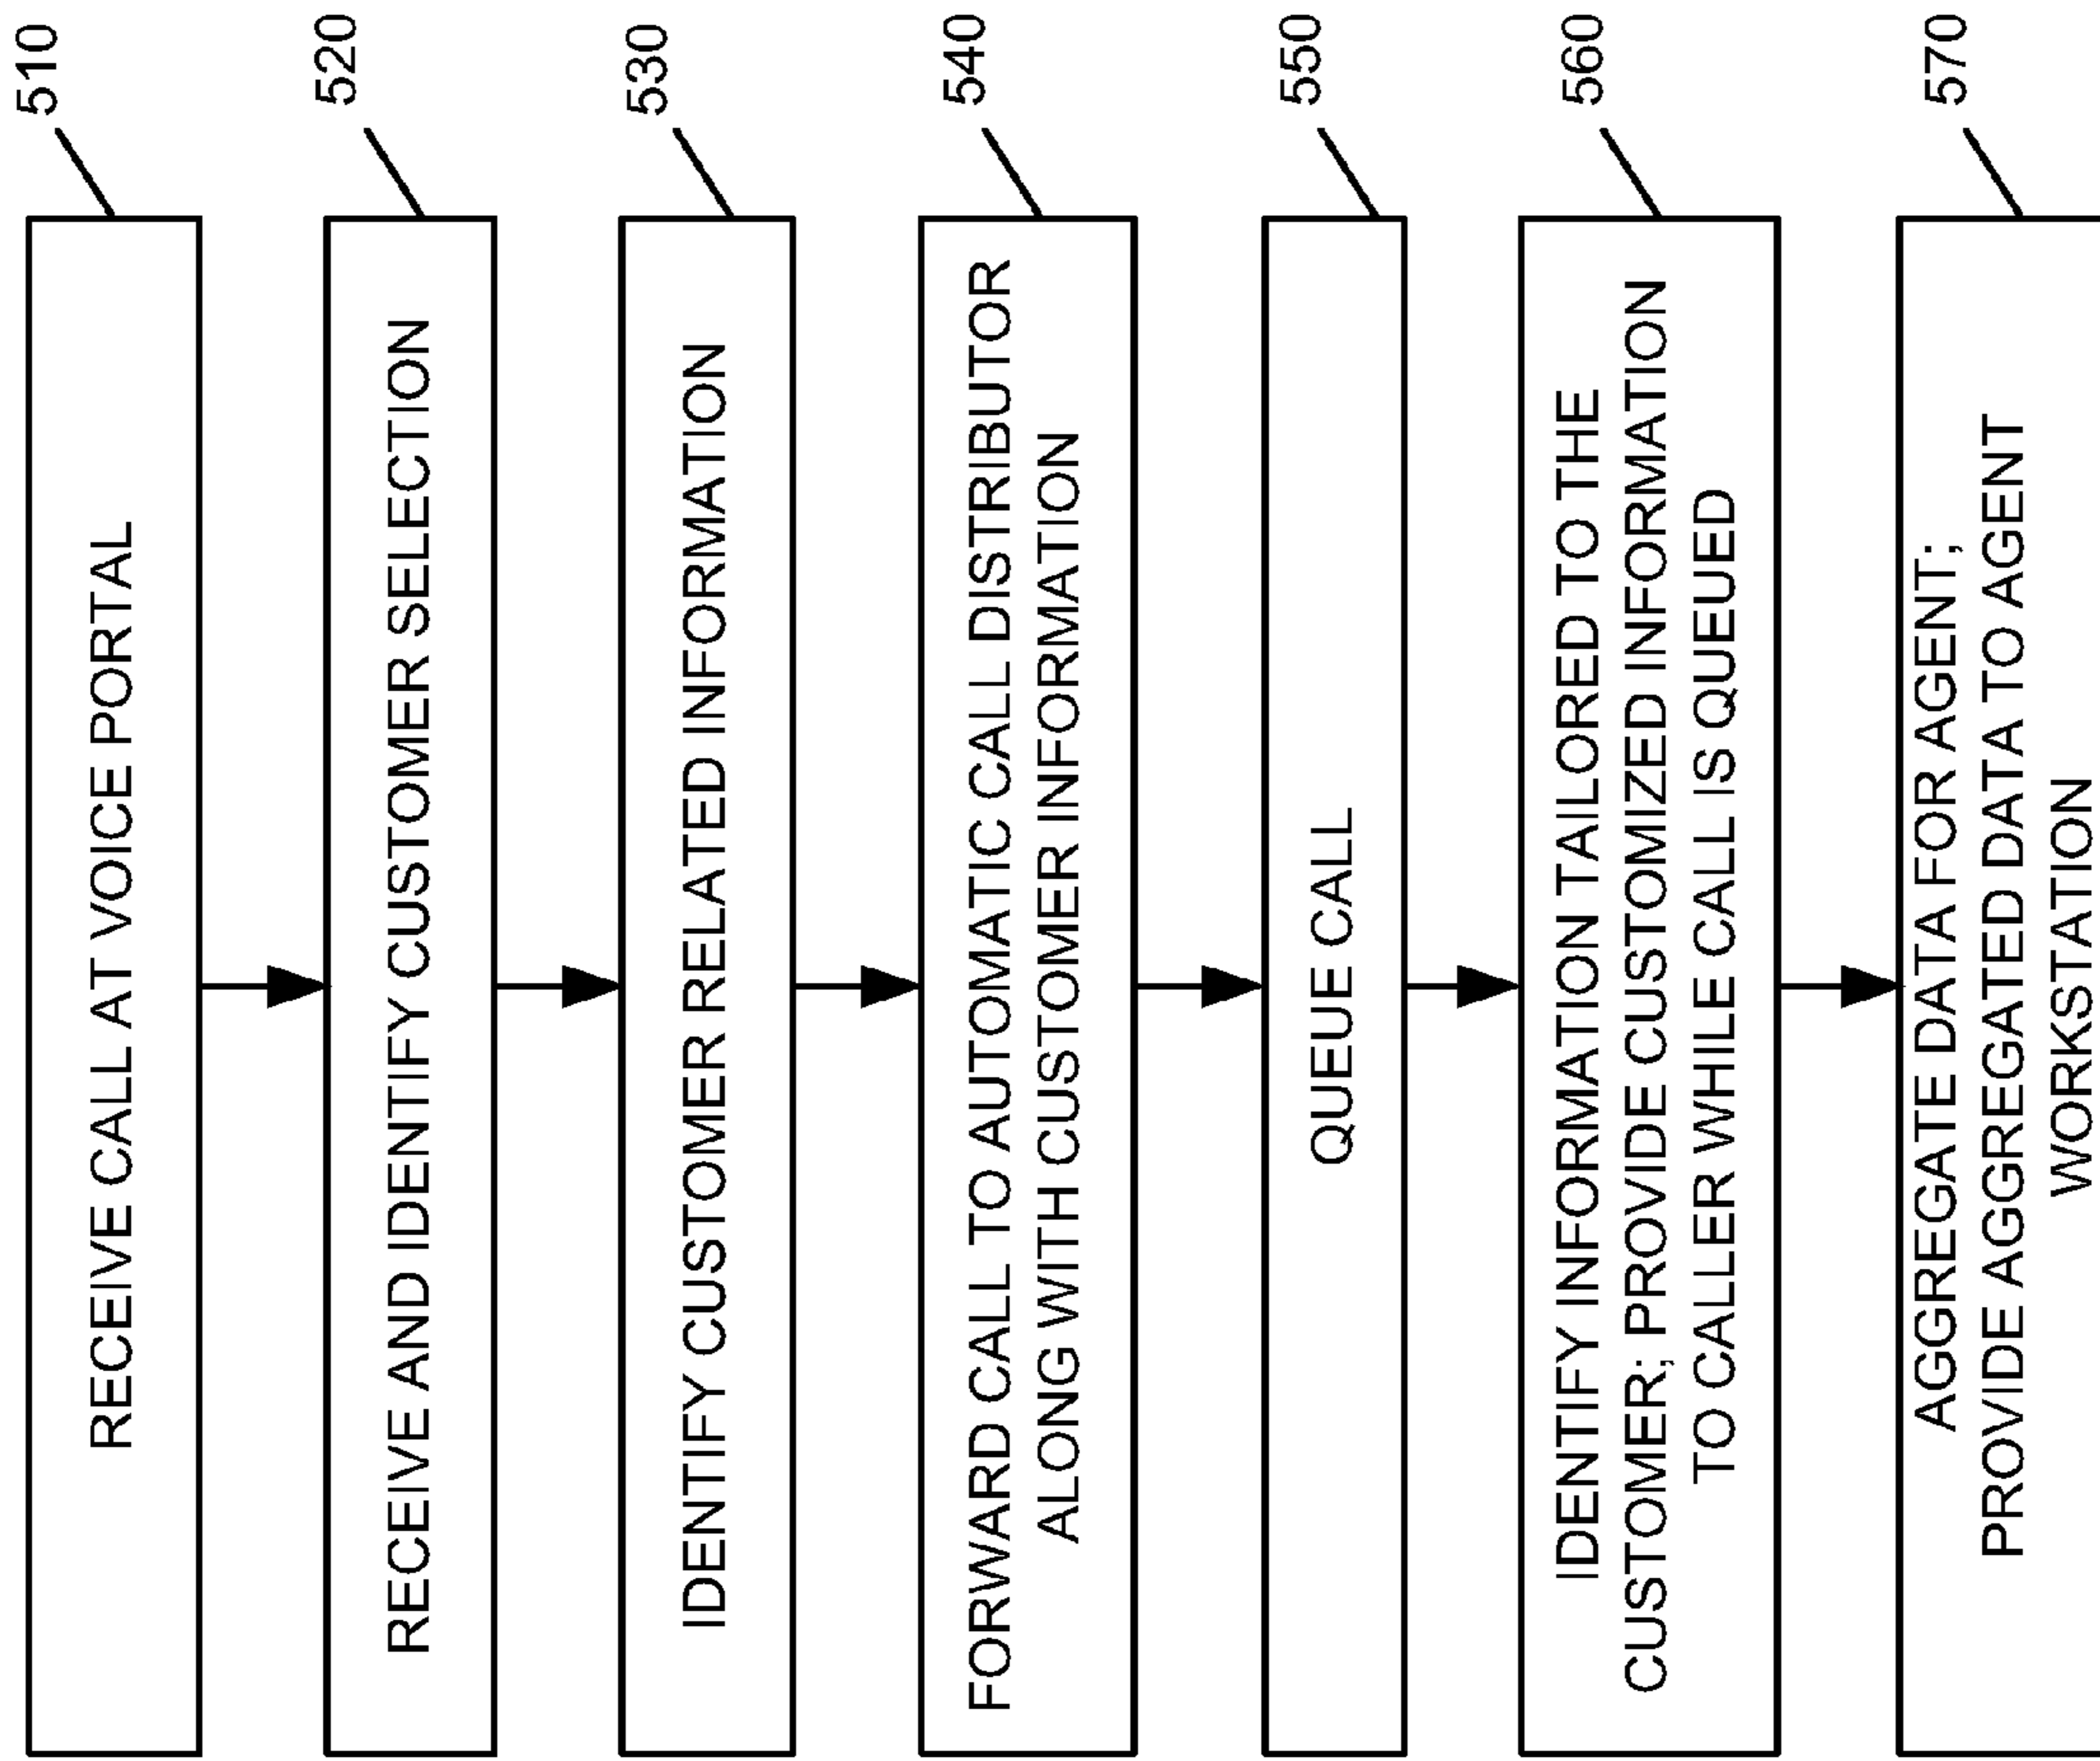 510
RECEIVE CALL AT VOICE PORTAL
520
RECEIVE AND IDENTIFY CUSTOMER SELECTION
530
IDENTIFY CUSTOMER RELATED INFORMATION
540
FORWARD CALL TO AUTOMATIC CALL DISTRIBUTOR
ALONG WITH CUSTOMER INFORMATION
550
QUEUE CALL
560
IDENTIFY INFORMATION TAILORED TO THE
CUSTOMER; PROVIDE CUSTOMIZED INFORMATION
TO CALLER WHILE CALL IS QUEUED
570
AGGREGATE DATA FOR AGENT;
PROVIDE AGGREGATED DATA TO AGENT
WORKSTATION